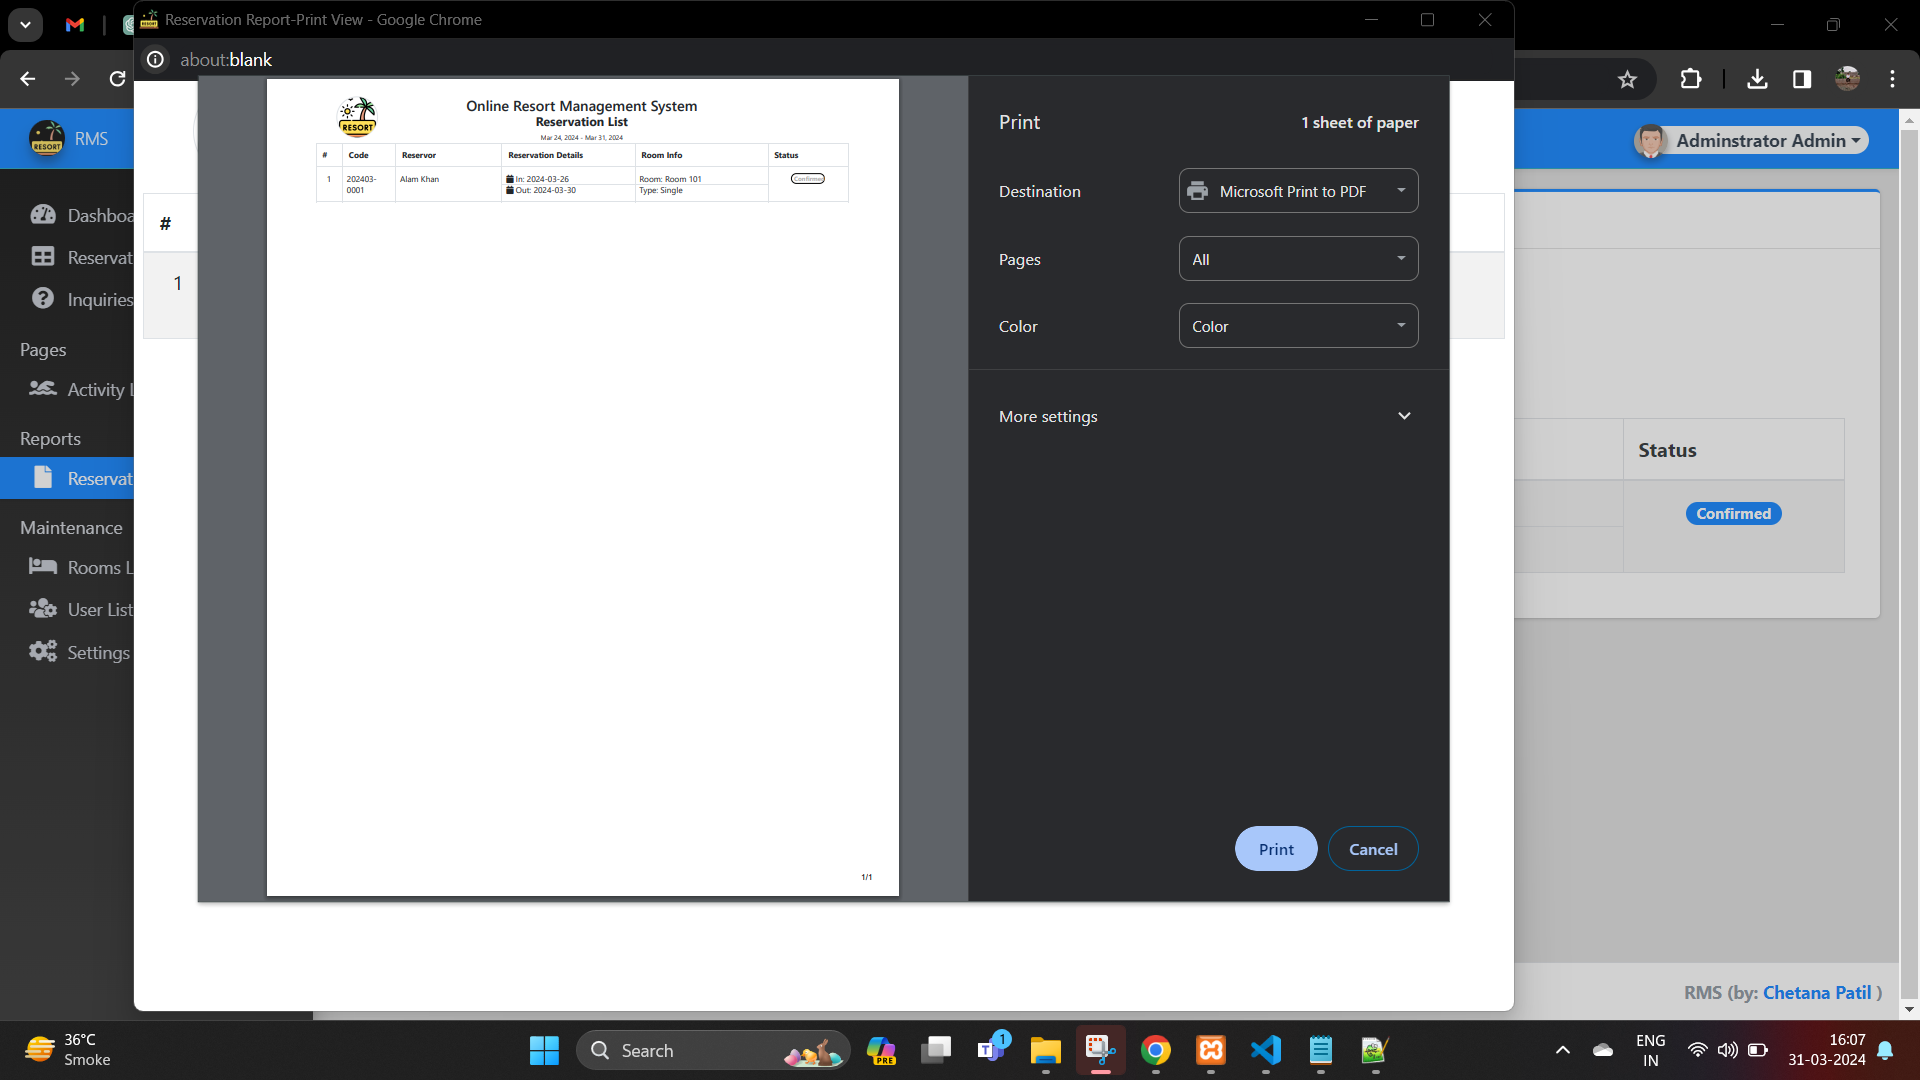 Reservation Report-Print View - Google Chrome
about:blank
RMS
Adminstrator Admin
Dashboa
Reservat
Inquiries
Pages
Activity L
Reports
Reservat
Maintenance
Rooms L
User List
Settings
#
1
RESORT
Online Resort Management System
Reservation List
Mar 24, 2024 - Mar 31, 2024
# Code Reservor Reservation Details Room Info Status
1 202403-0001 Alam Khan In: 2024-03-26 Room: Room 101 Confirmed
Out: 2024-03-30 Type: Single
1/1
Print 1 sheet of paper
Destination Microsoft Print to PDF
Pages All
Color Color
More settings
Print Cancel
Status
Confirmed
RMS (by: Chetana Patil )
36°C
Smoke
Search
PRE
1
ENG
IN
16:07
31-03-2024